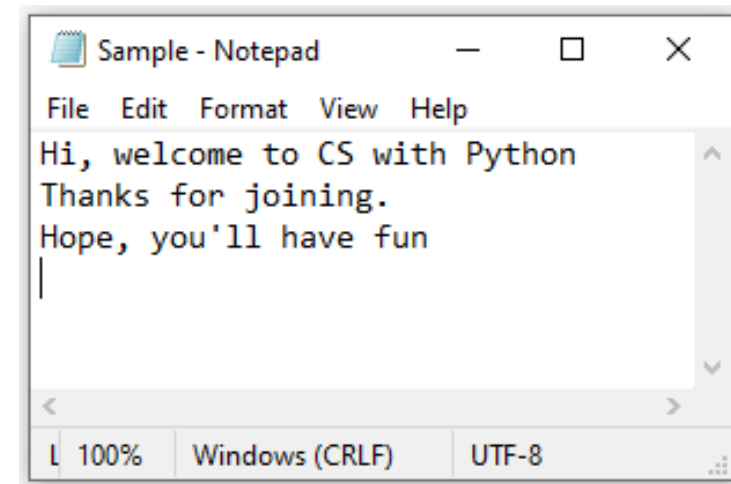 Sample - Notepad
File Edit Format View Help
Hi, welcome to CS with Python
Thanks for joining.
Hope, you'll have fun
L 100% Windows (CRLF) UTF-8